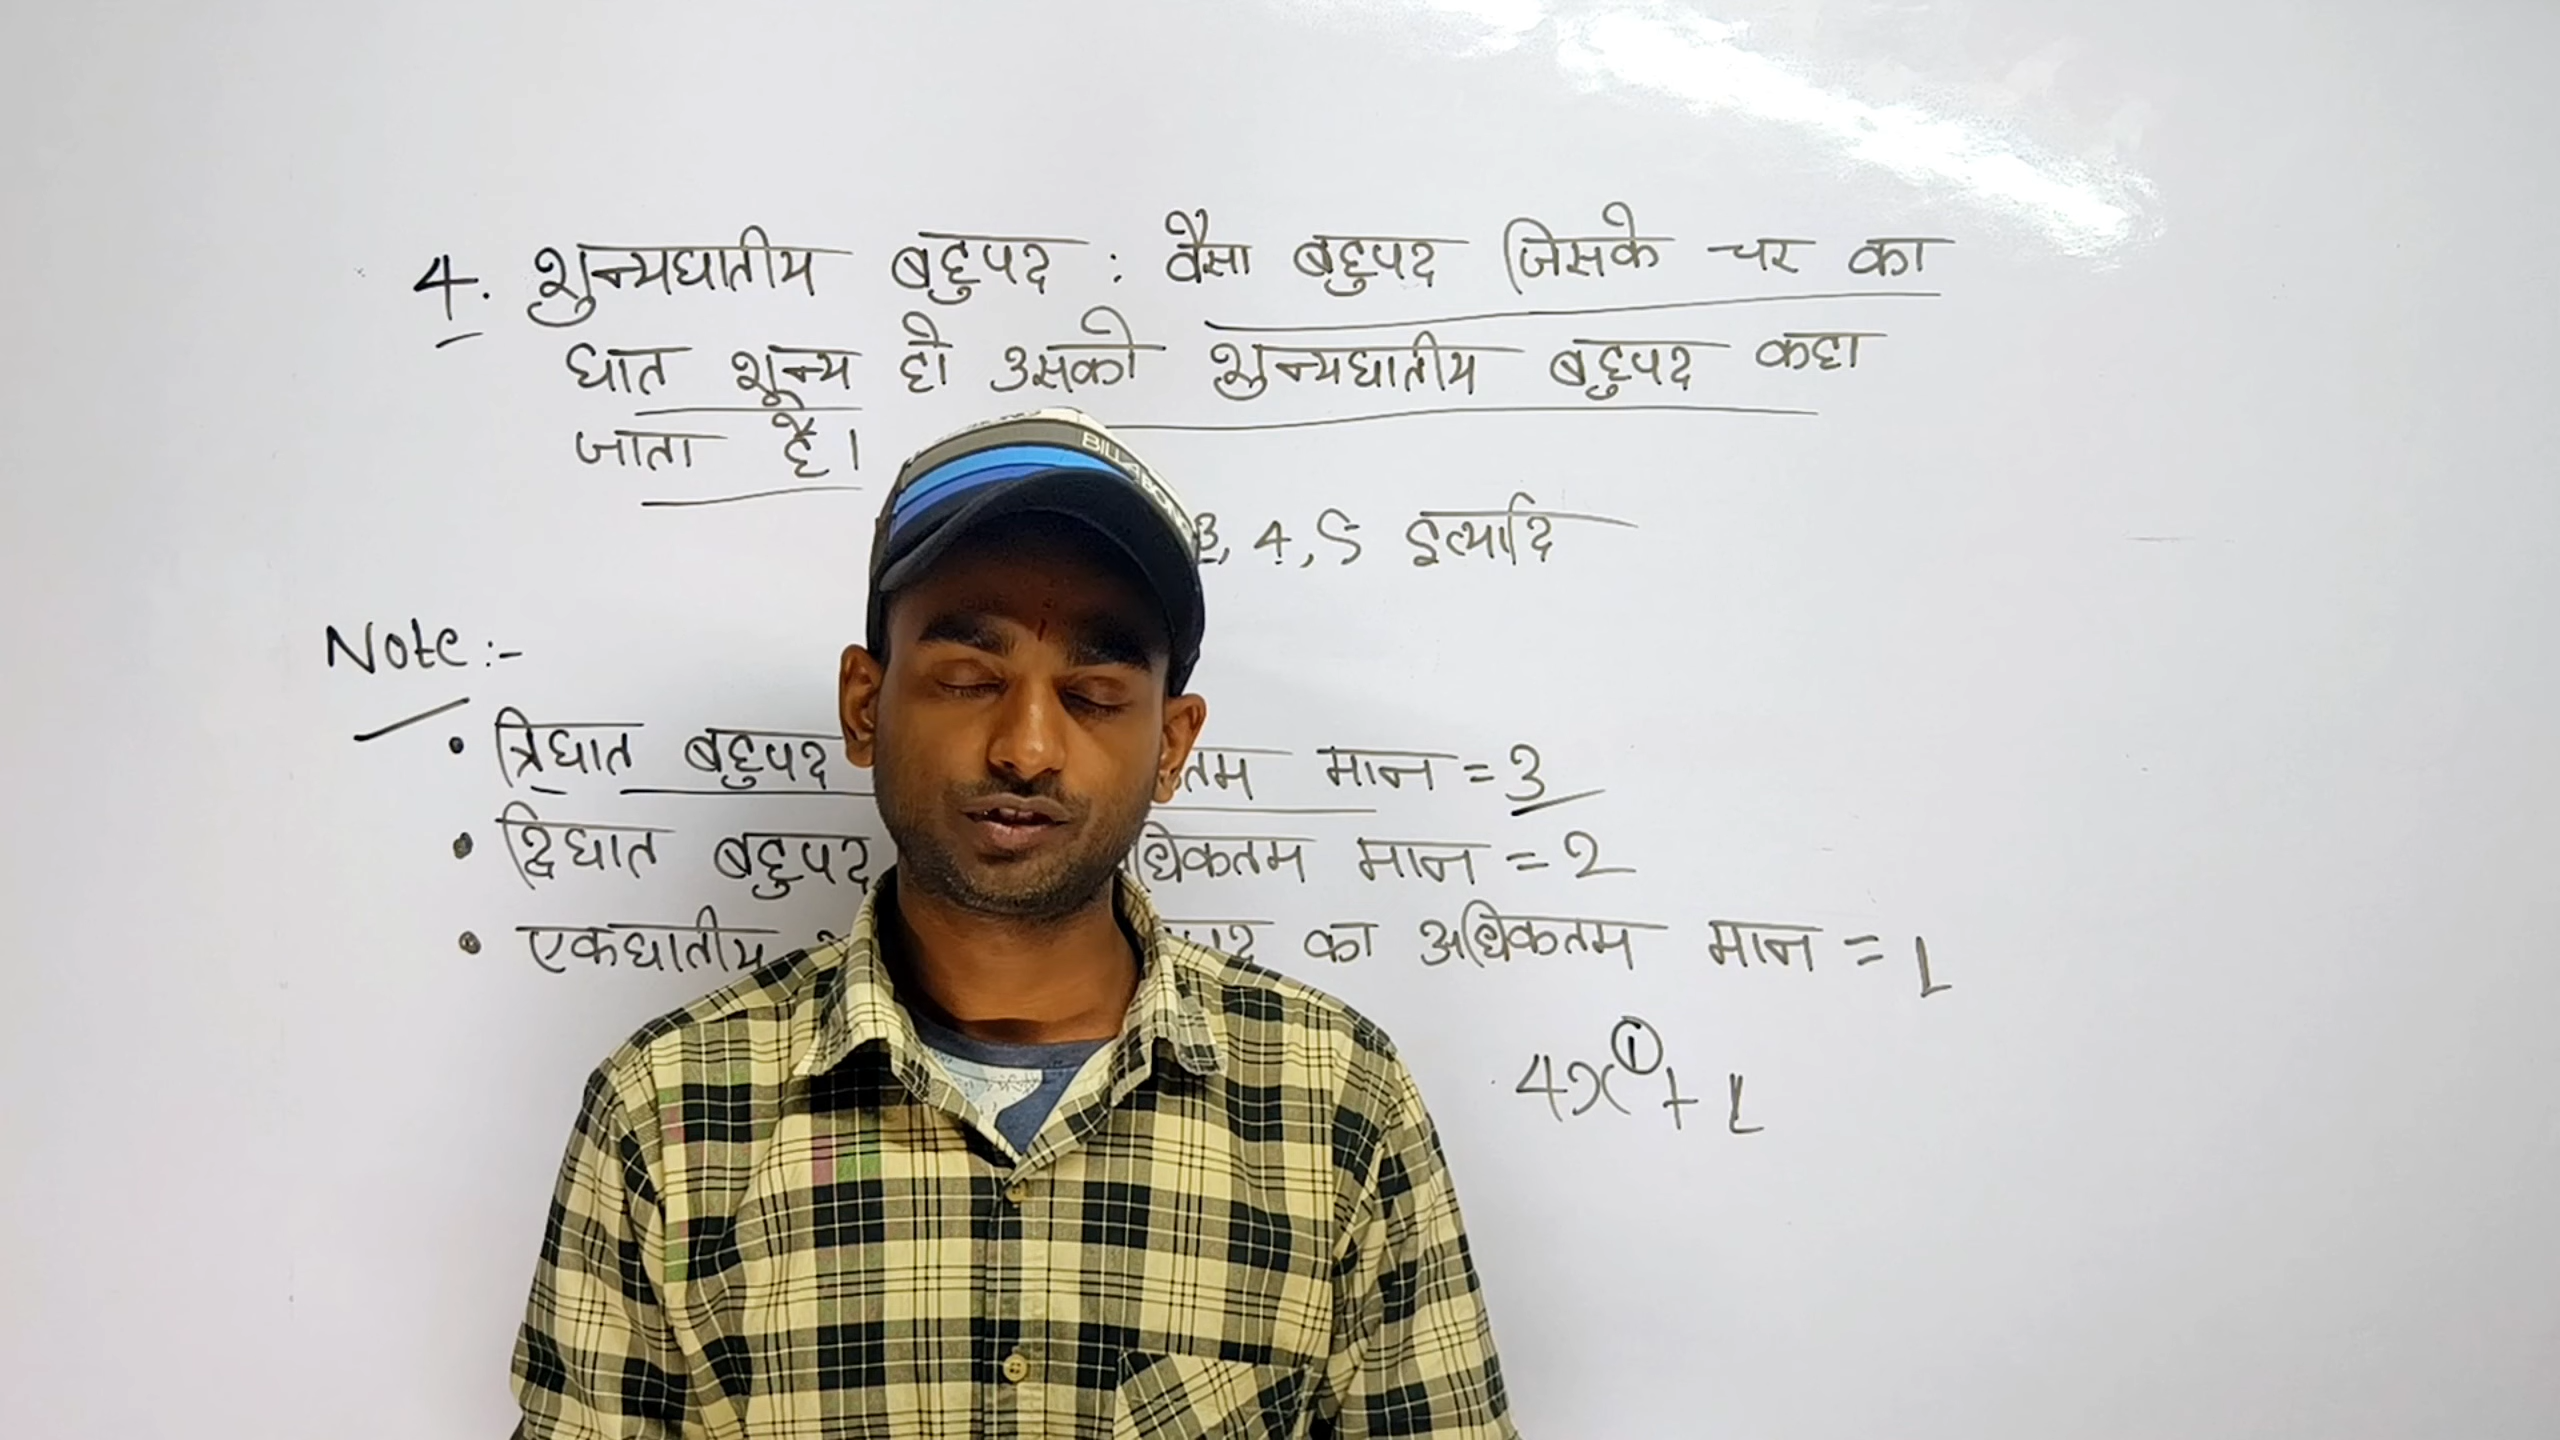 4. शुन्यघातीय बहुपद : वैसा बहुपद जिसके चर का
घात शून्य हो उसको शुन्यघातीय बहुपद कहा
जाता है।
3, 4, 5 इत्यादि
Note :-
• त्रिघात बहुपद मान = 3
• द्विघात बहुपद अधिकतम मान = 2
• एकघातीय का अधिकतम मान = 1
4x¹ + 1